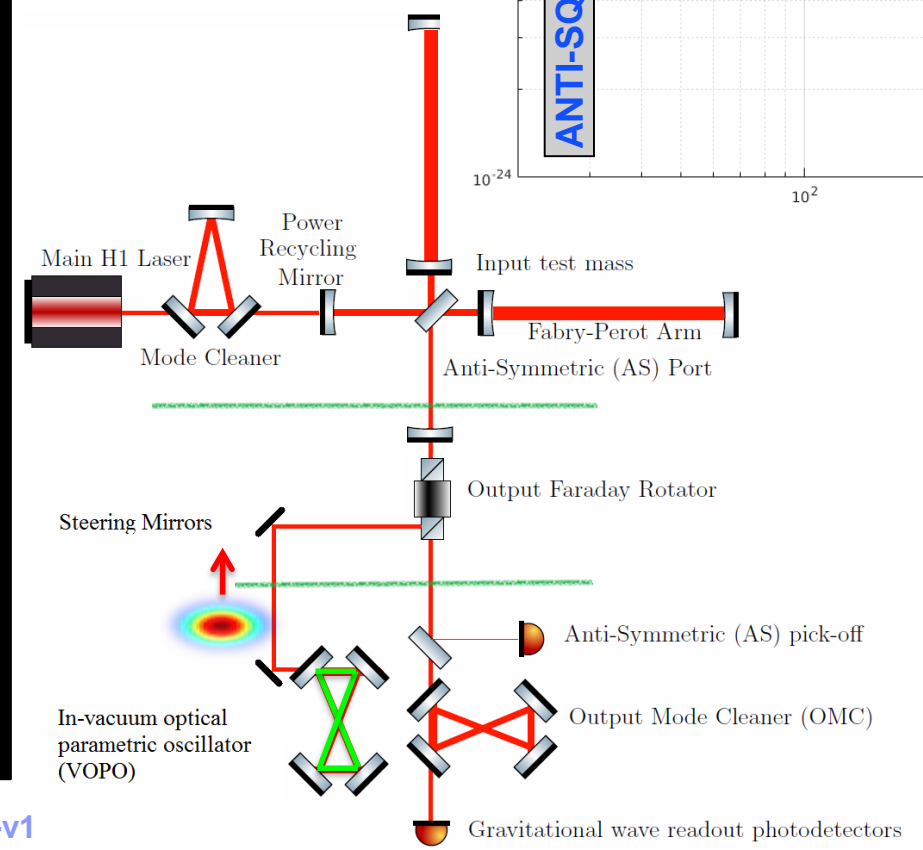 ANTI-SQ
10-24
102
Power
Recycling
Mirror
Main H1 Laser
Input test mass
Mode Cleaner
Fabry-Perot Arm
Anti-Symmetric (AS) Port
Output Faraday Rotator
Steering Mirrors
Anti-Symmetric (AS) pick-off
In-vacuum optical
parametric oscillator
(VOPO)
Output Mode Cleaner (OMC)
-v1
Gravitational wave readout photodetectors